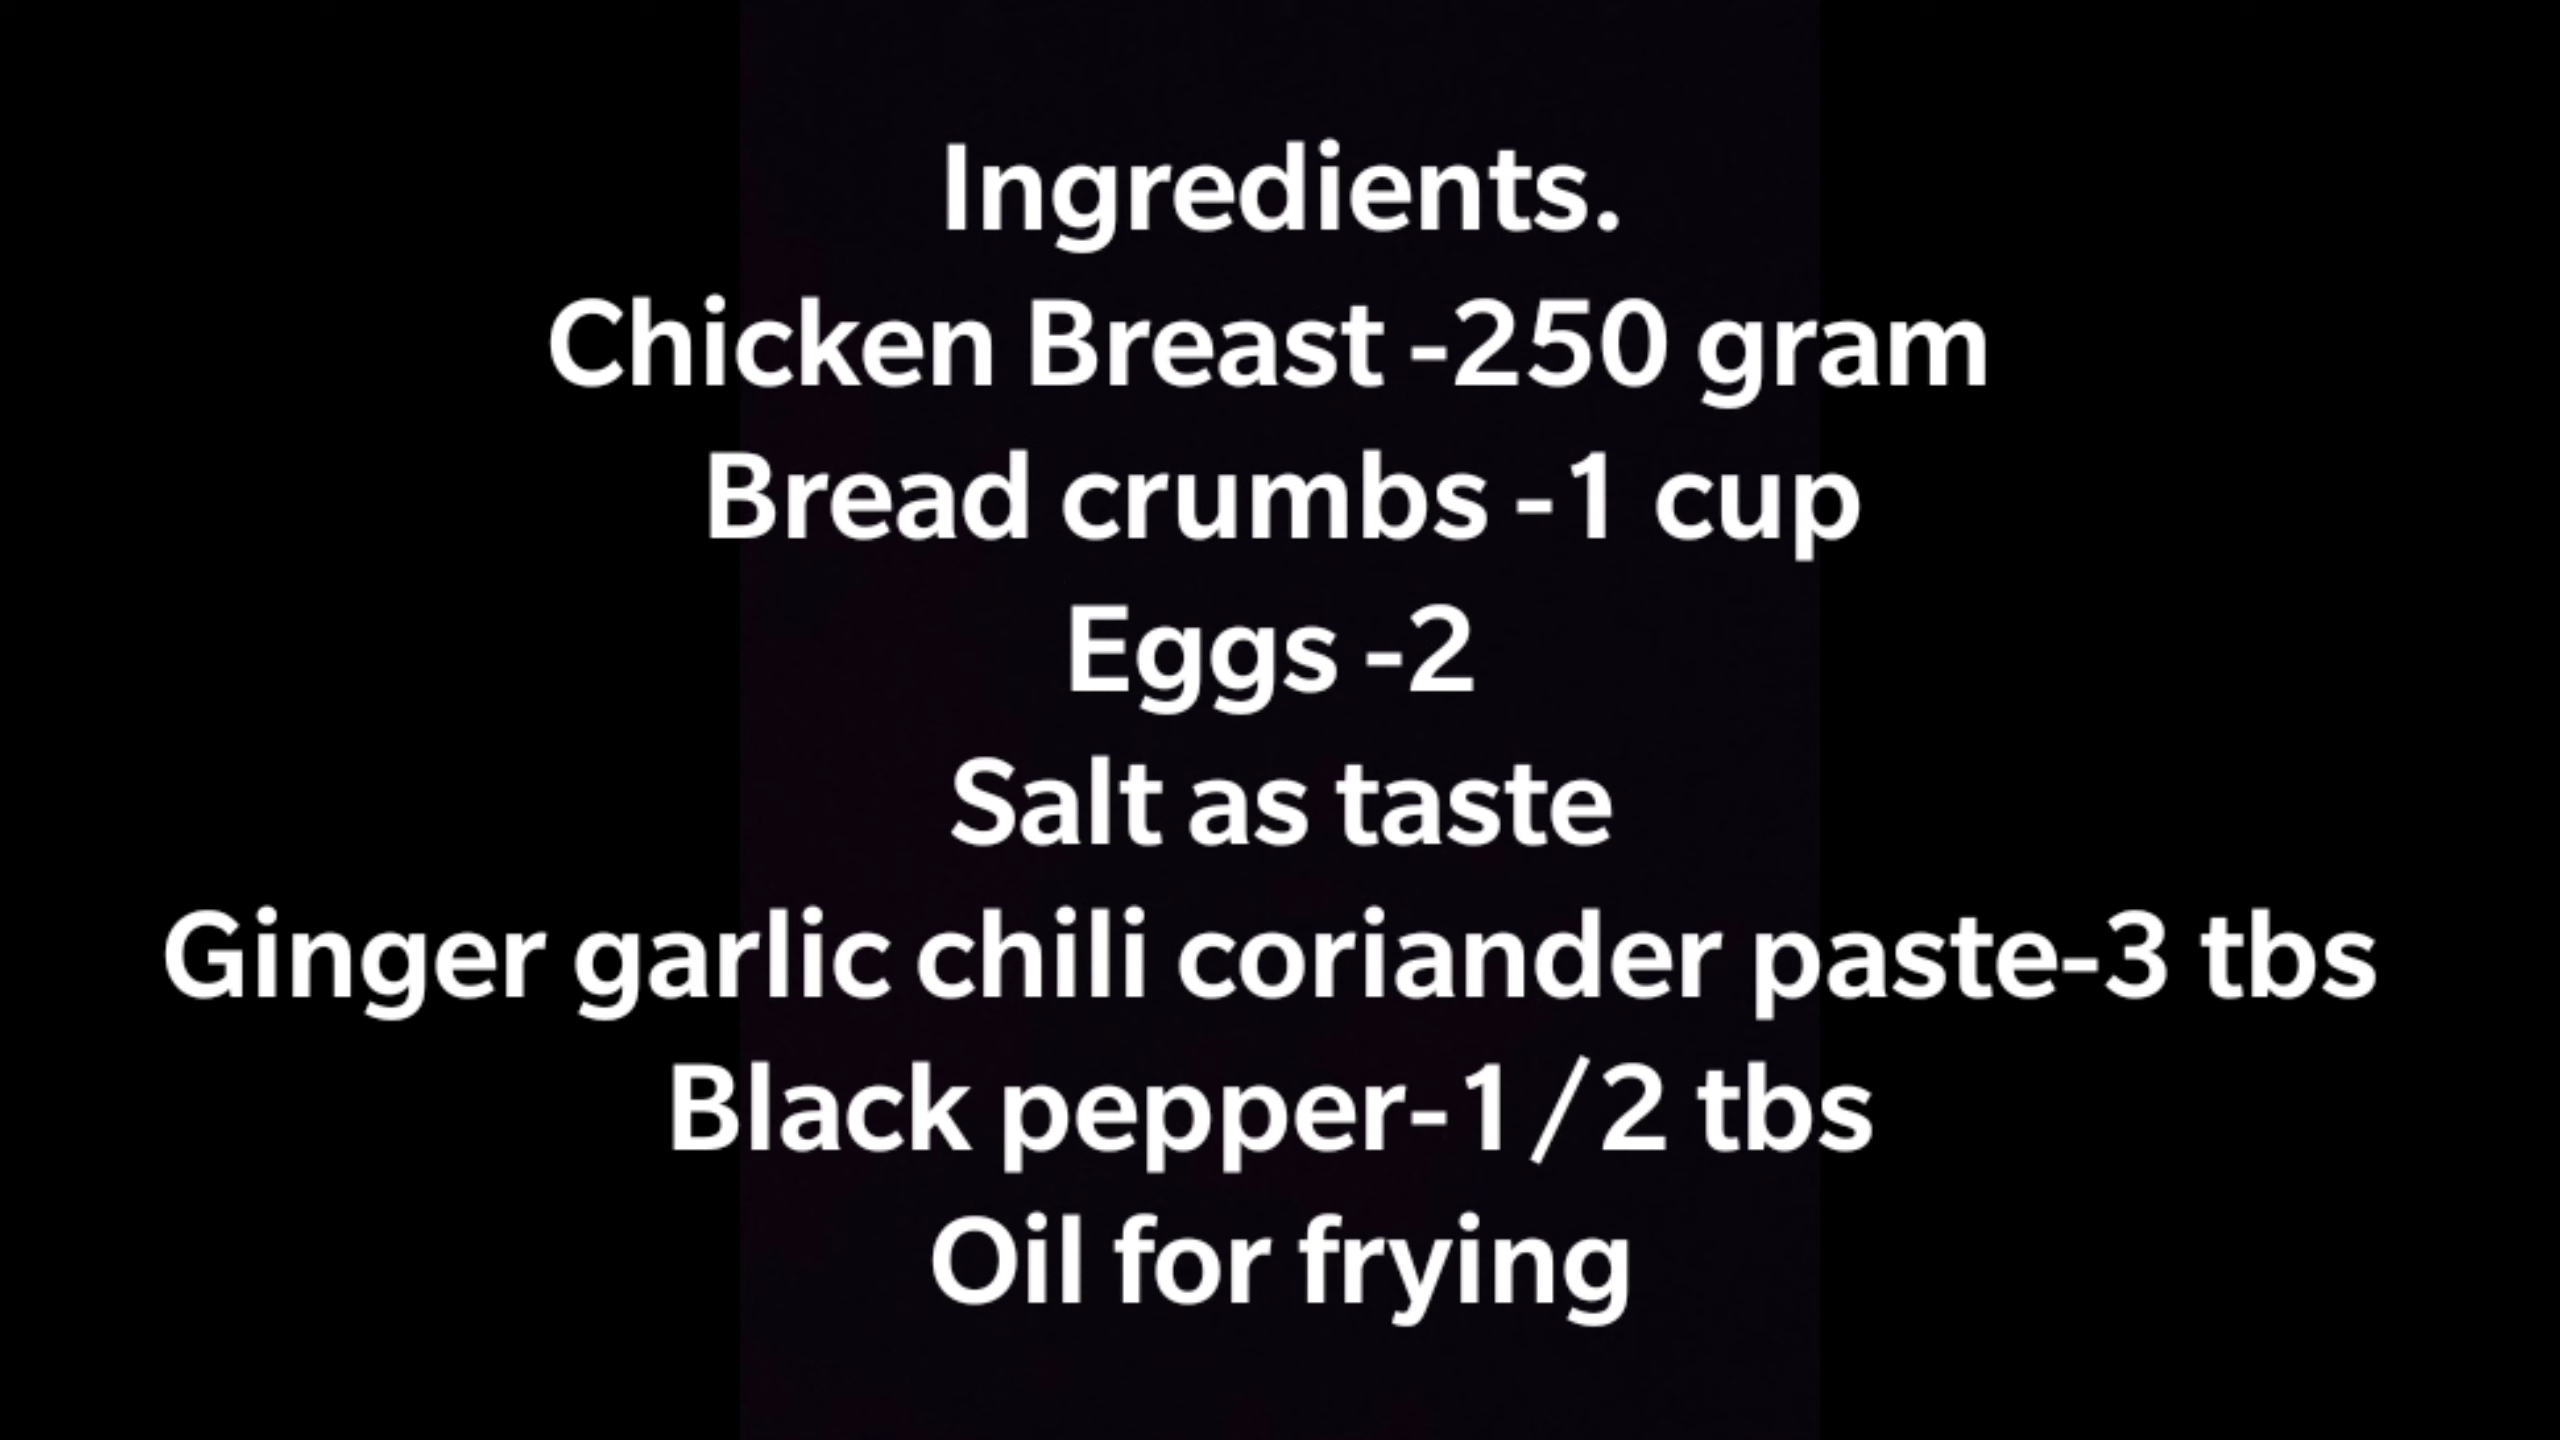 Ingredients.
Chicken Breast -250 gram
Bread crumbs -1 cup
Eggs -2
Salt as taste
Ginger garlic chili coriander paste-3 tbs
Black pepper-1/2 tbs
Oil for frying